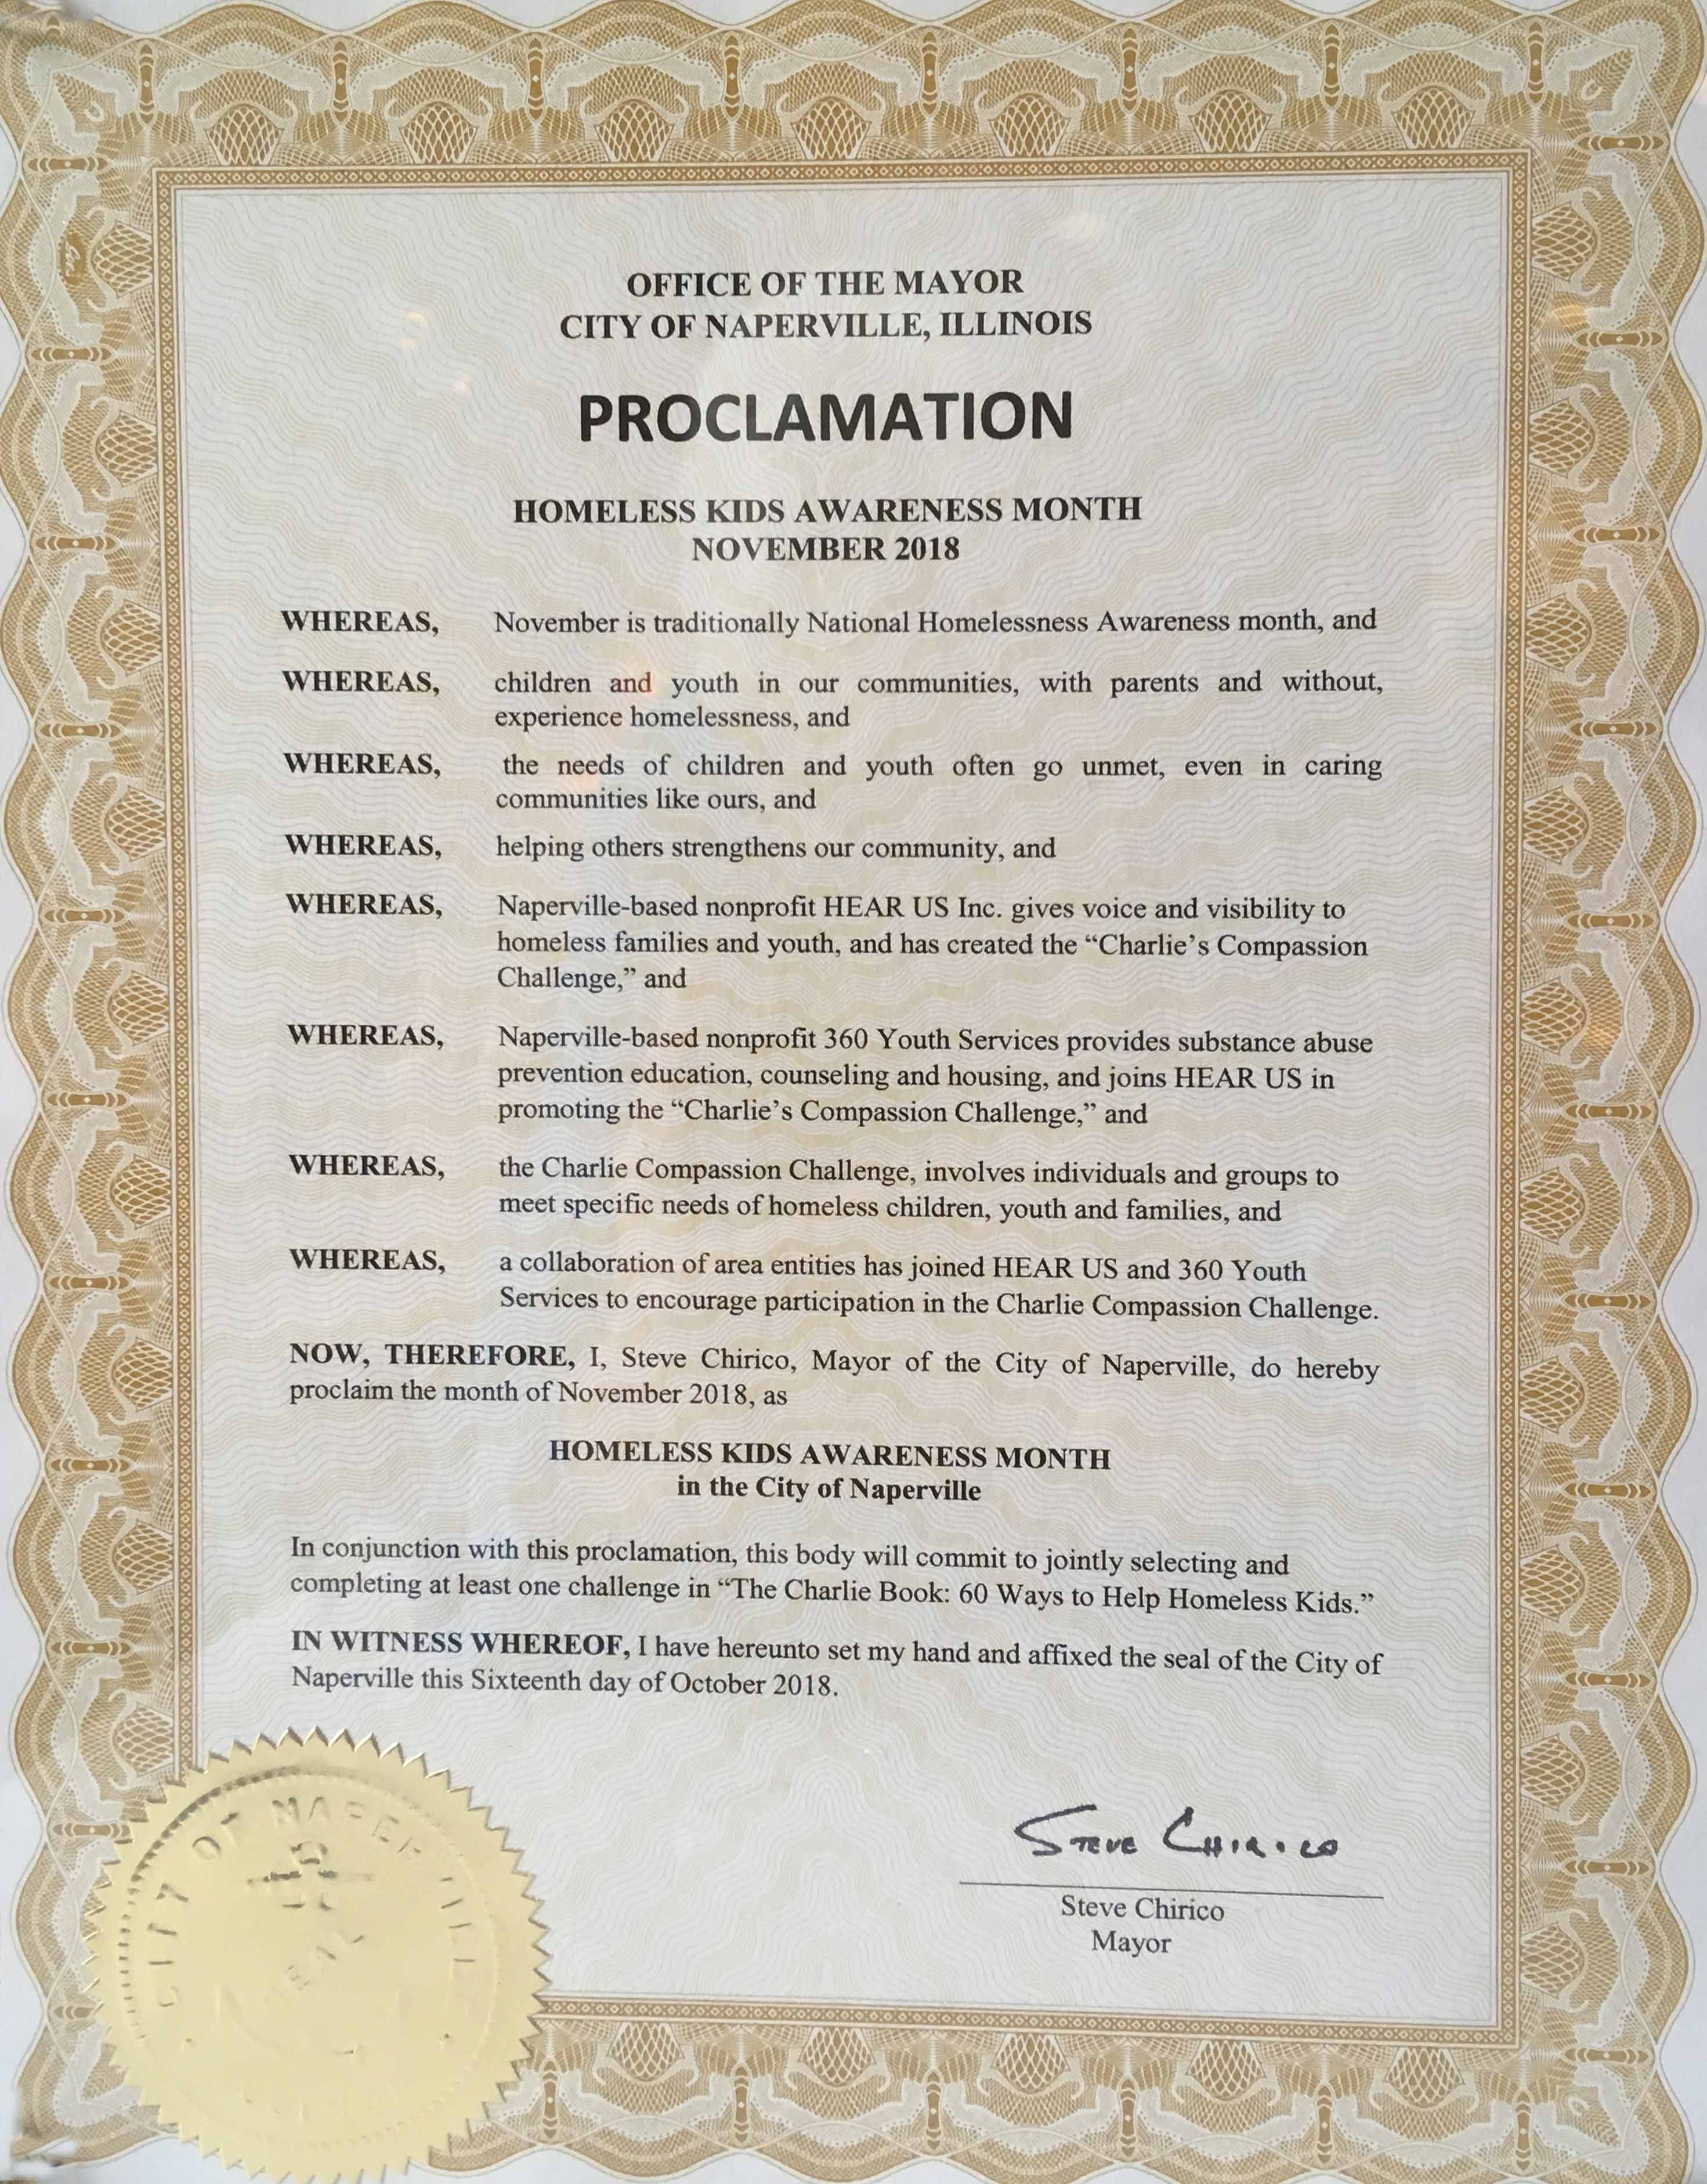 OFFICE OF THE MAYOR
CITY OF NAPERVILLE, ILLINOIS
PROCLAMATION
HOMELESS KIDS AWARENESS MONTH
NOVEMBER 2018
WHEREAS, November is traditionally National Homelessness Awareness month, and
WHEREAS, children and youth in our communities, with parents and without,
experience homelessness, and
WHEREAS, the needs of children and youth often go unmet, even in caring
communities like ours, and
WHEREAS, helping others strengthens our community, and
WHEREAS, Naperville-based nonprofit HEAR US Inc. gives voice and visibility to
homeless families and youth, and has created the “Charlie’s Compassion
Challenge,” and
WHEREAS, Naperville-based nonprofit 360 Youth Services provides substance abuse
prevention education, counseling and housing, and joins HEAR US in
promoting the “Charlie’s Compassion Challenge,” and
WHEREAS, the Charlie Compassion Challenge, involves individuals and groups to
meet specific needs of homeless children, youth and families, and
WHEREAS, a collaboration of area entities has joined HEAR US and 360 Youth
Services to encourage participation in the Charlie Compassion Challenge.
NOW, THEREFORE, I, Steve Chirico, Mayor of the City of Naperville, do hereby
proclaim the month of November 2018, as
HOMELESS KIDS AWARENESS MONTH
in the City of Naperville
In conjunction with this proclamation, this body will commit to jointly selecting and
completing at least one challenge in “The Charlie Book: 60 Ways to Help Homeless Kids.”
IN WITNESS WHEREOF, I have hereunto set my hand and affixed the seal of the City of
Naperville this Sixteenth day of October 2018.
CITY OF NAPERVILLE
SEAL
STEVE CHIRICO
Steve Chirico
Mayor